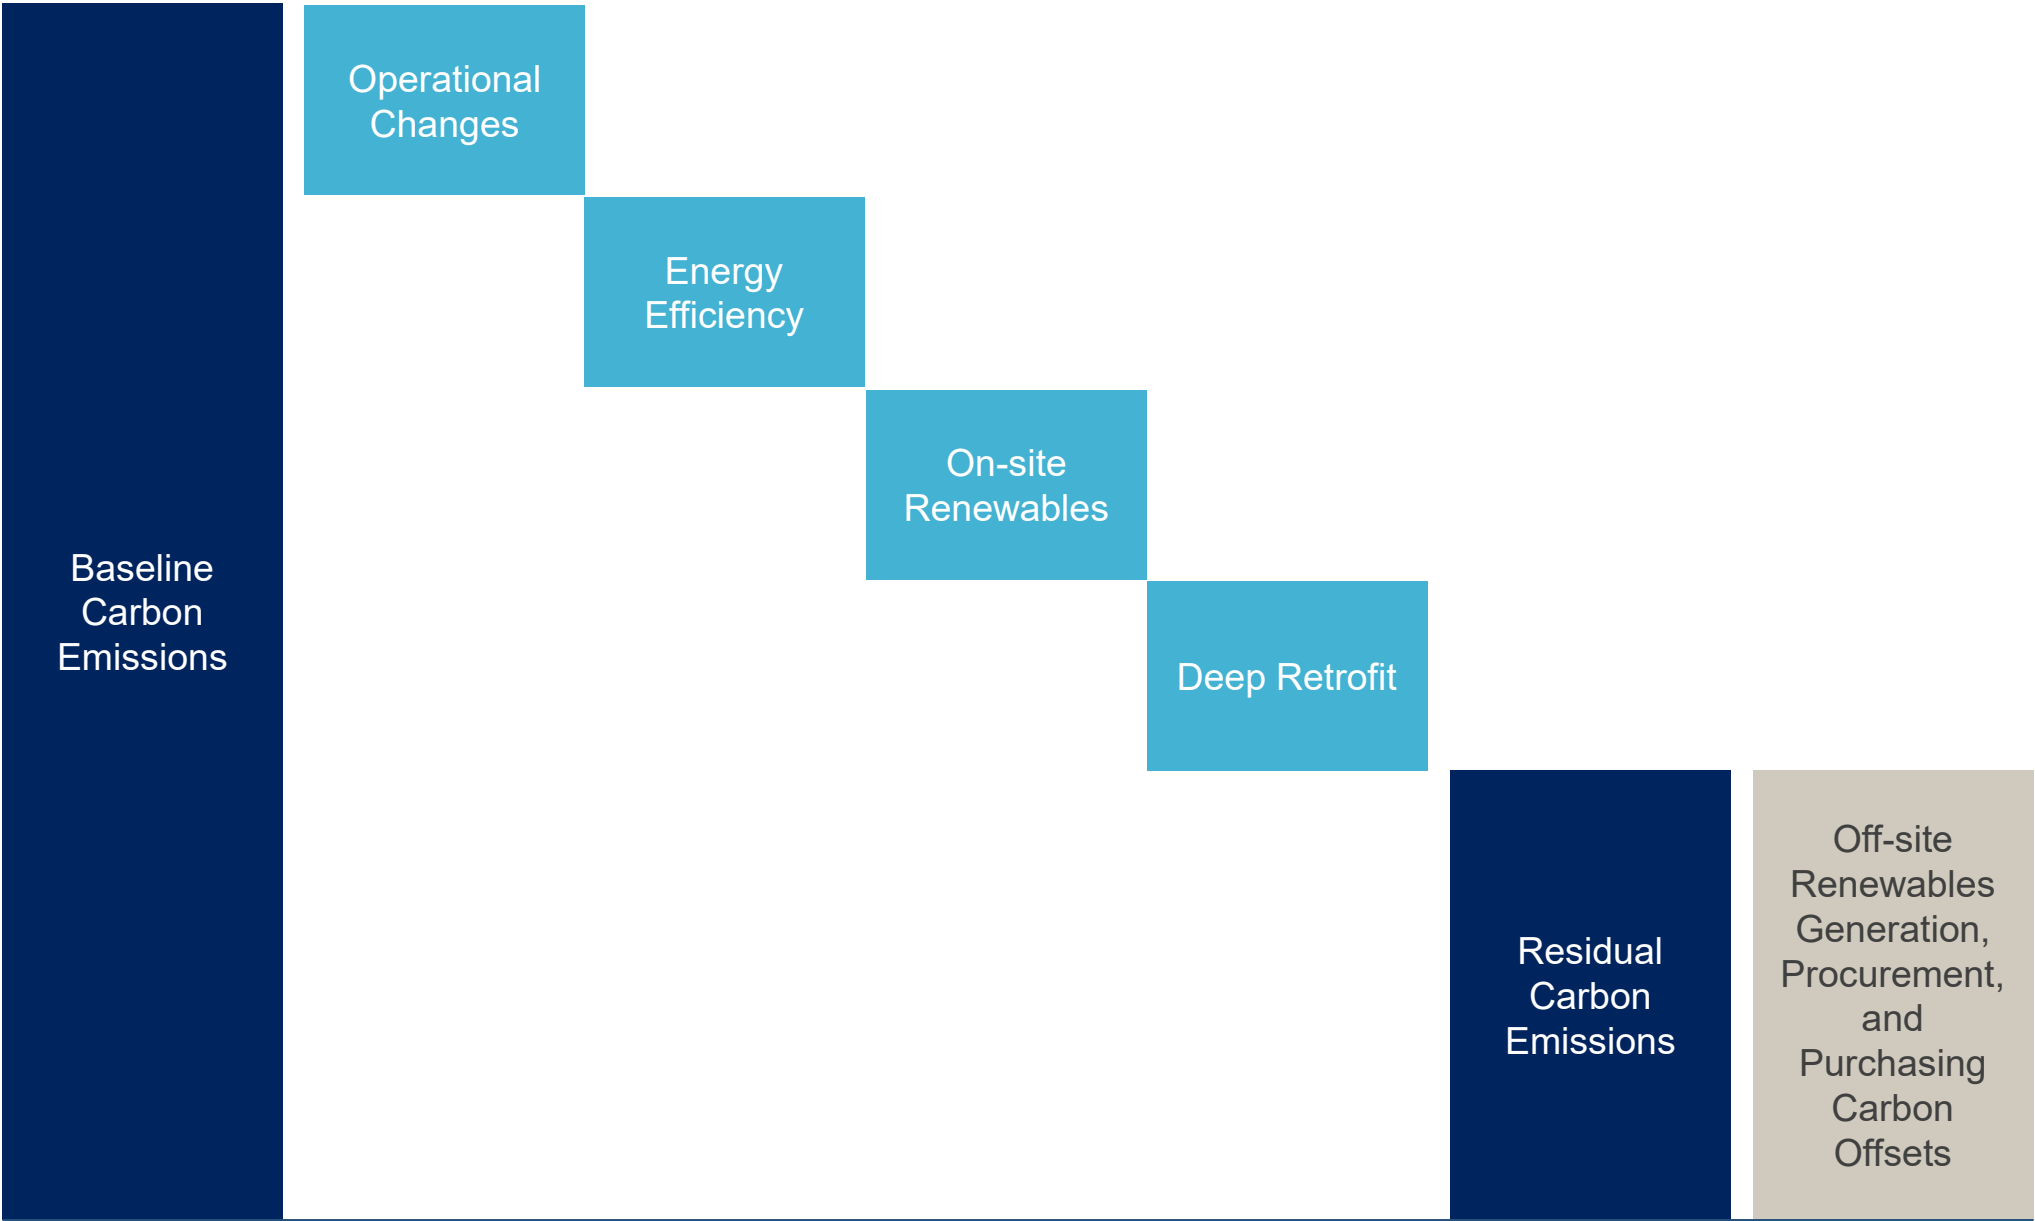 Baseline
Carbon
Emissions
Operational
Changes
Energy
Efficiency
On-site
Renewables
Deep Retrofit
Residual
Carbon
Emissions
Off-site
Renewables
Generation,
Procurement,
and
Purchasing
Carbon
Offsets